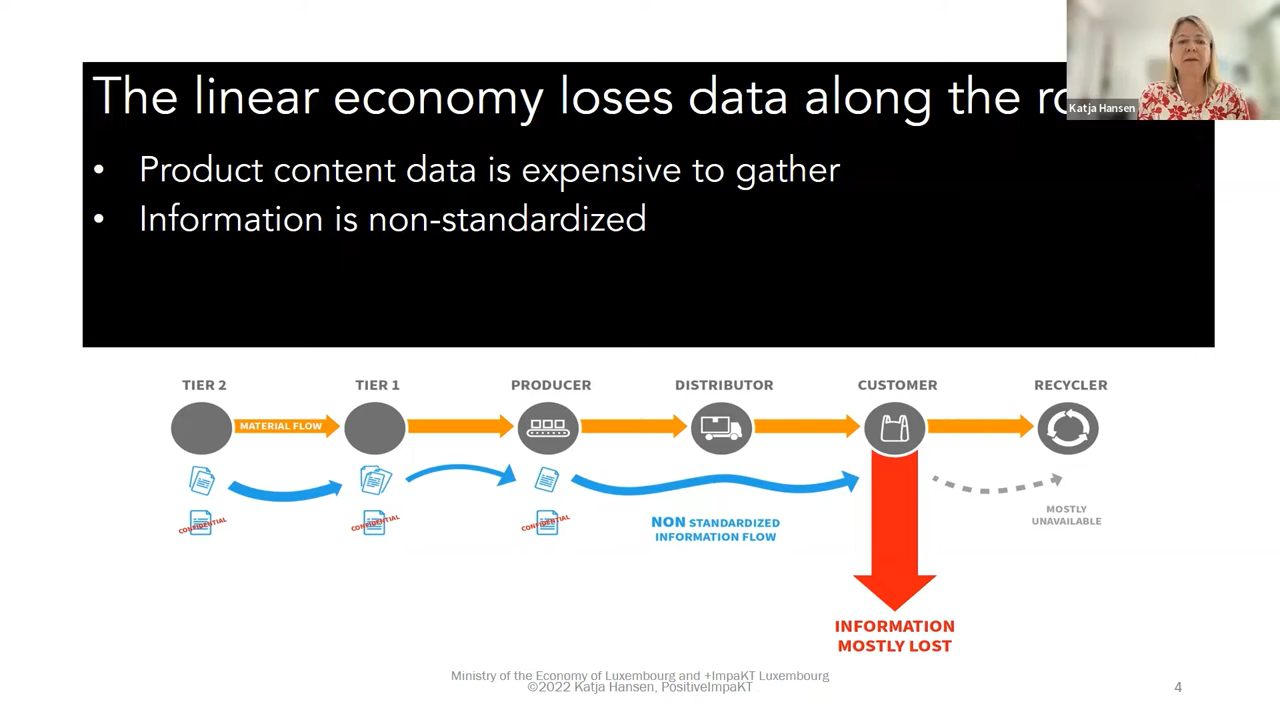 The linear economy loses data along the
Katja Hansen
• Product content data is expensive to gather
• Information is non-standardized
TIER 2
TIER 1
PRODUCER
DISTRIBUTOR
CUSTOMER
RECYCLER
MATERIAL FLOW
CONFIDENTIAL
CONFIDENTIAL
CONFIDENTIAL
NON STANDARDIZED
INFORMATION FLOW
MOSTLY
UNAVAILABLE
INFORMATION
MOSTLY LOST
Ministry of the Economy of Luxembourg and +ImpaKT Luxembourg
©2022 Katja Hansen, PositiveImpaKT
4